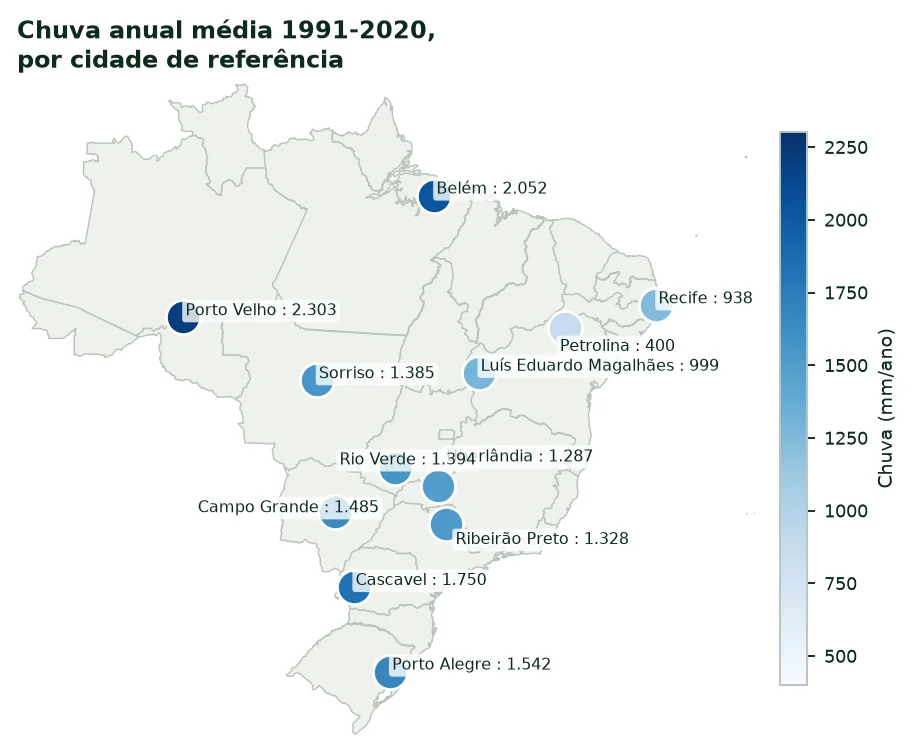 Chuva anual média 1991-2020,
por cidade de referência
Belém : 2.052
Recife : 938
Porto Velho : 2.303
Petrolina : 400
Luís Eduardo Magalhães : 999
Sorriso : 1.385
Rio Verde : 1.394
rlândia : 1.287
Campo Grande : 1.485
Ribeirão Preto : 1.328
Cascavel : 1.750
Porto Alegre : 1.542
2250
2000
1750
1500
1250
1000
750
500
Chuva (mm/ano)